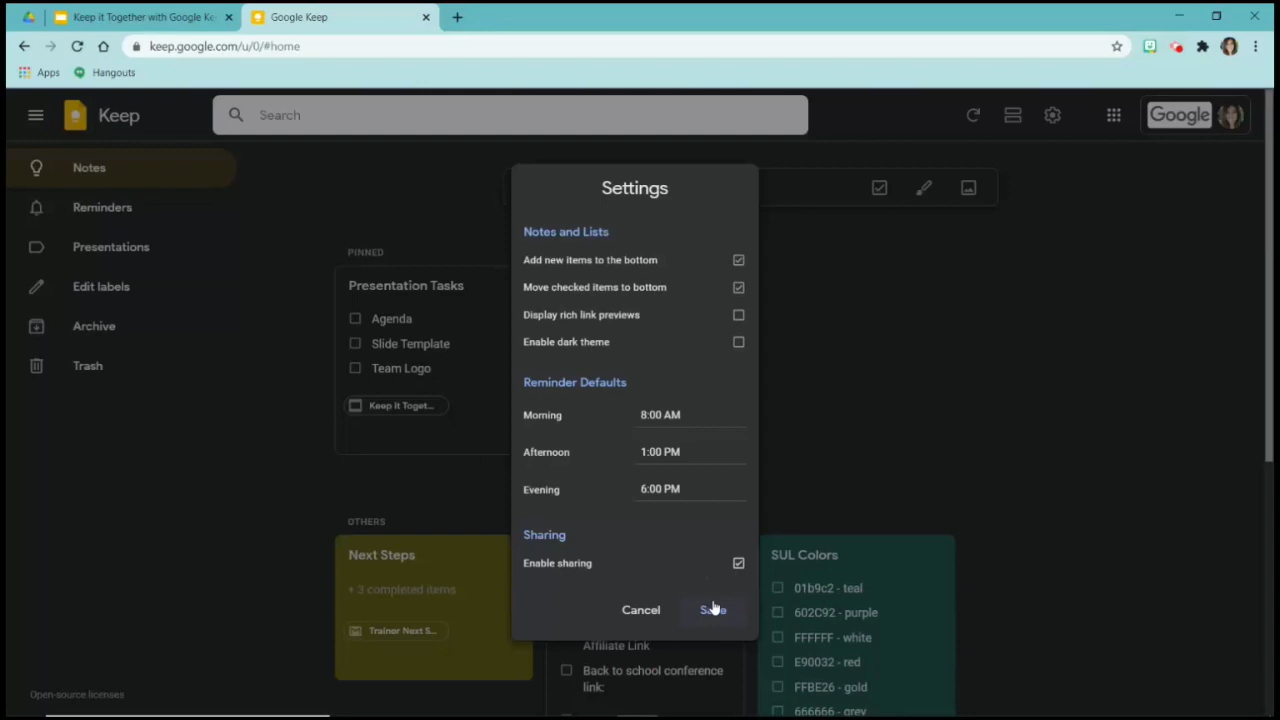 Keep it Together with Google Ke
Google Keep
keep.google.com/u/0/#home
Apps
Hangouts
Keep
Search
Google
Notes
Reminders
Presentations
Edit labels
Archive
Trash
Open-source licenses
PINNED
Presentation Tasks
Agenda
Slide Template
Team Logo
Keep it Toget...
OTHERS
Next Steps
+ 3 completed items
Trainer Next S...
Settings
Notes and Lists
Add new items to the bottom
Move checked items to bottom
Display rich link previews
Enable dark theme
Reminder Defaults
Morning 8:00 AM
Afternoon 1:00 PM
Evening 6:00 PM
Sharing
Enable sharing
Cancel Save
Affiliate Link
Back to school conference
link:
SUL Colors
01b9c2 - teal
602C92 - purple
FFFFFF - white
E90032 - red
FFBE26 - gold
666666 - grey